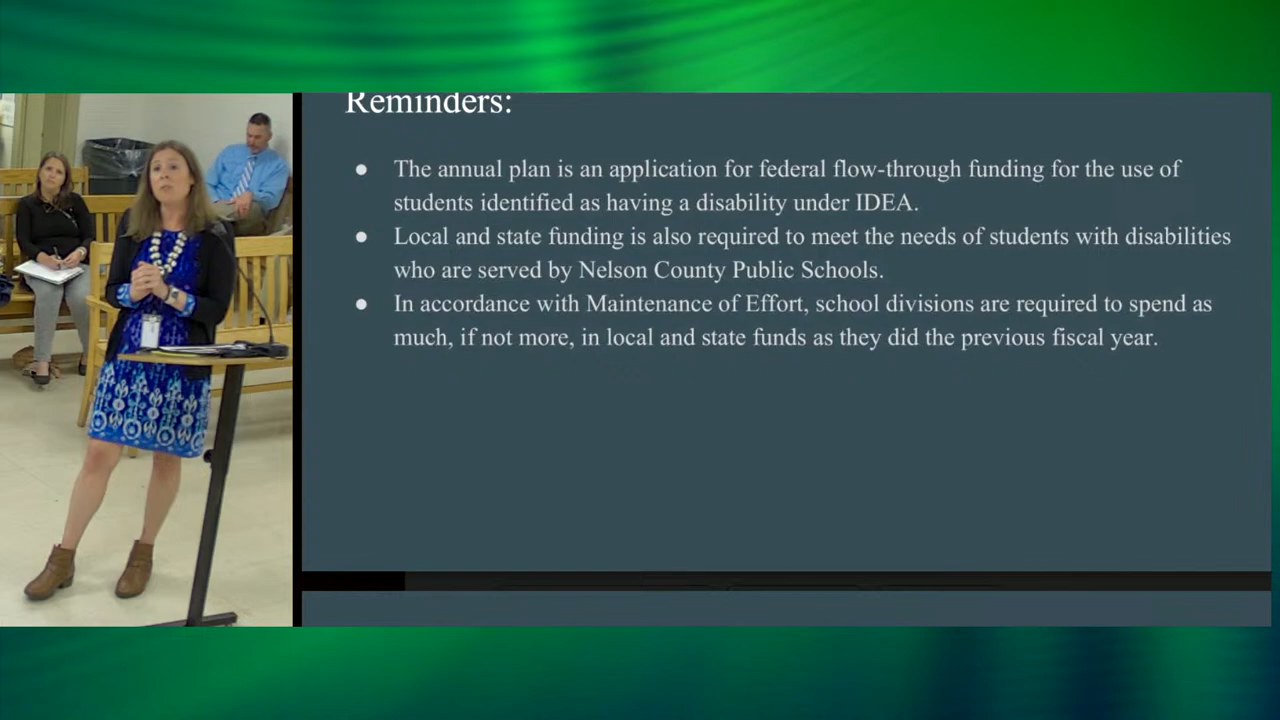 Reminders:
● The annual plan is an application for federal flow-through funding for the use of
students identified as having a disability under IDEA.
● Local and state funding is also required to meet the needs of students with disabilities
who are served by Nelson County Public Schools.
● In accordance with Maintenance of Effort, school divisions are required to spend as
much, if not more, in local and state funds as they did the previous fiscal year.